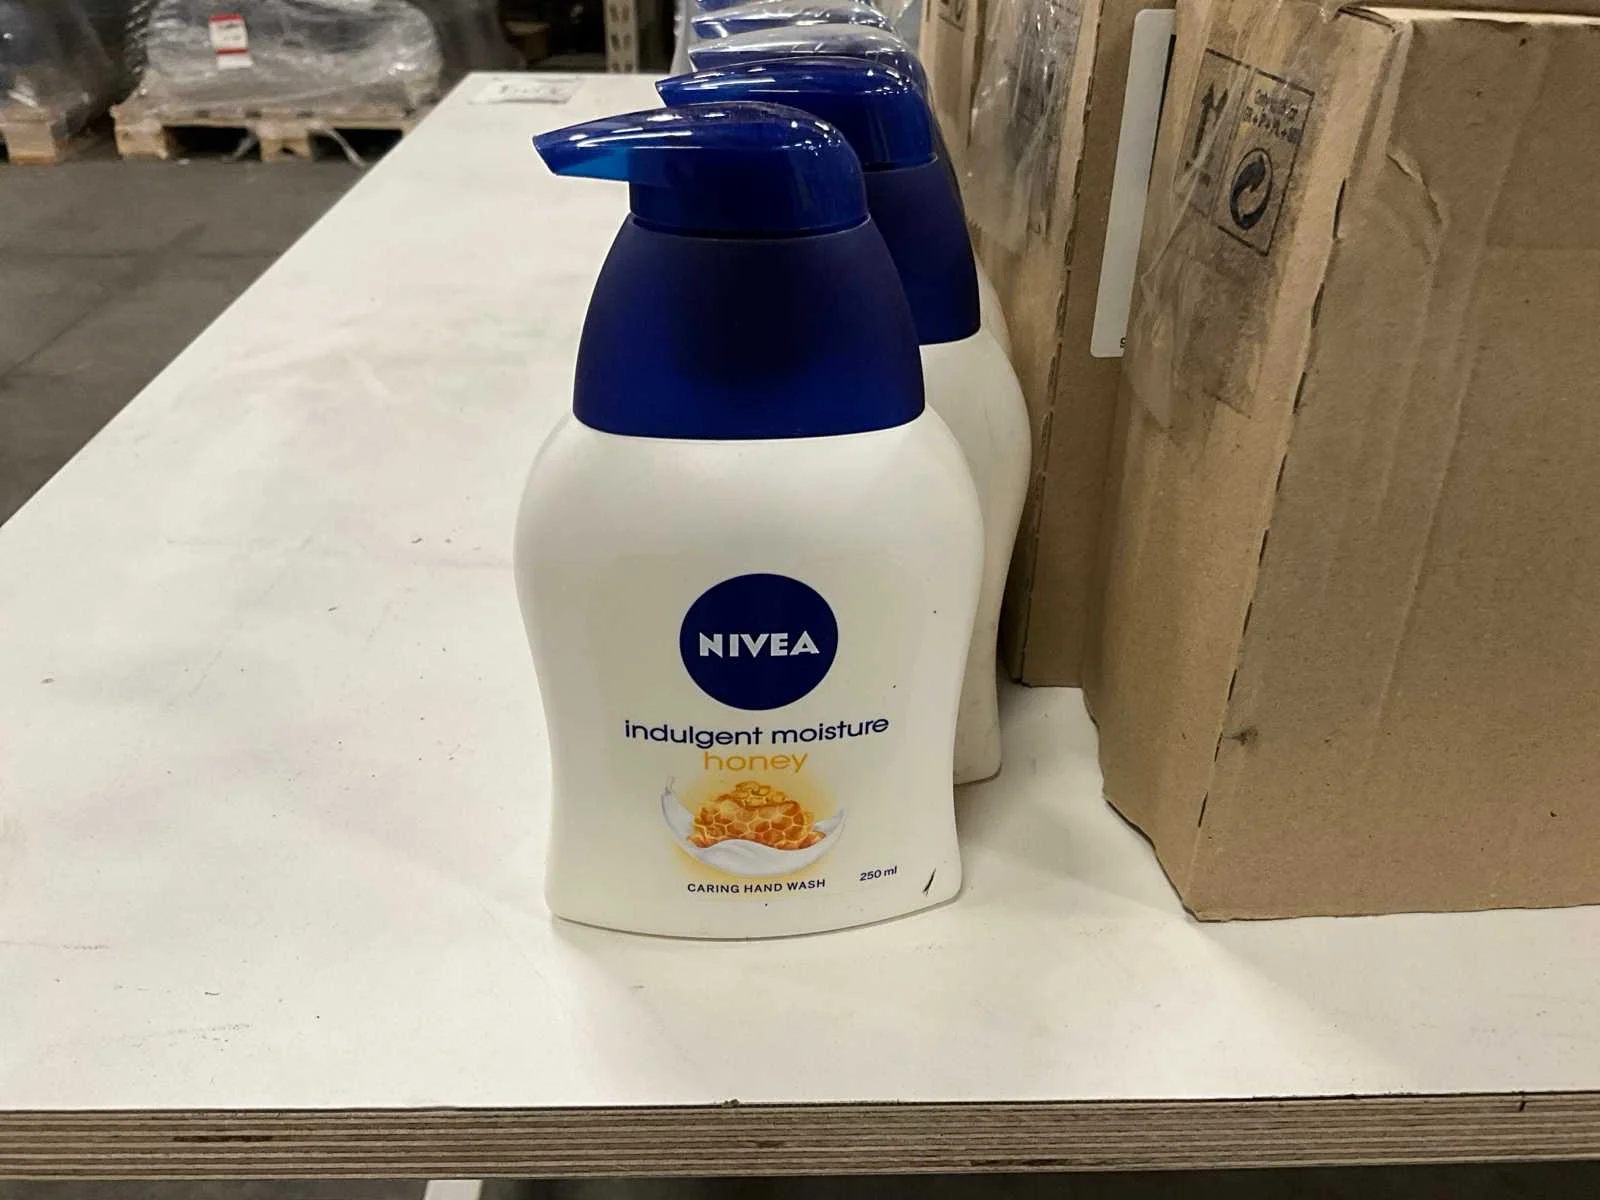 NIVEA
indulgent moisture
honey
CARING HAND WASH
250 ml